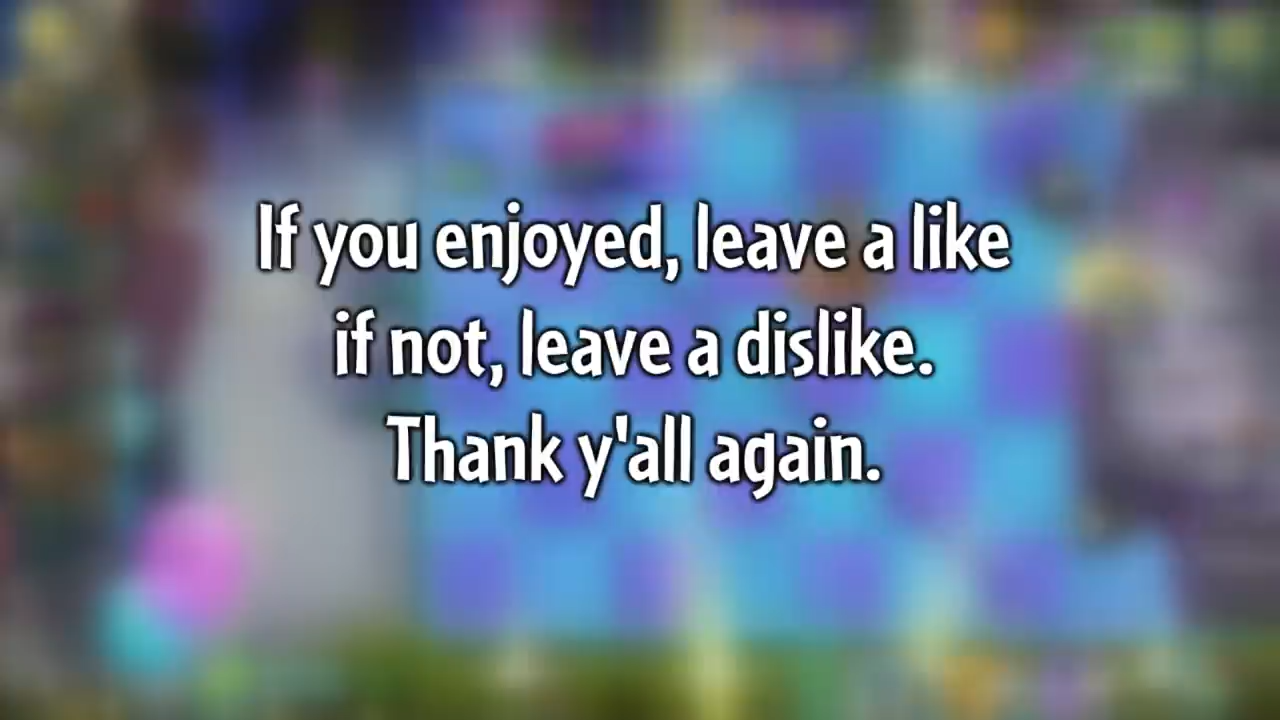 If you enjoyed, leave a like
if not, leave a dislike.
Thank y'all again.